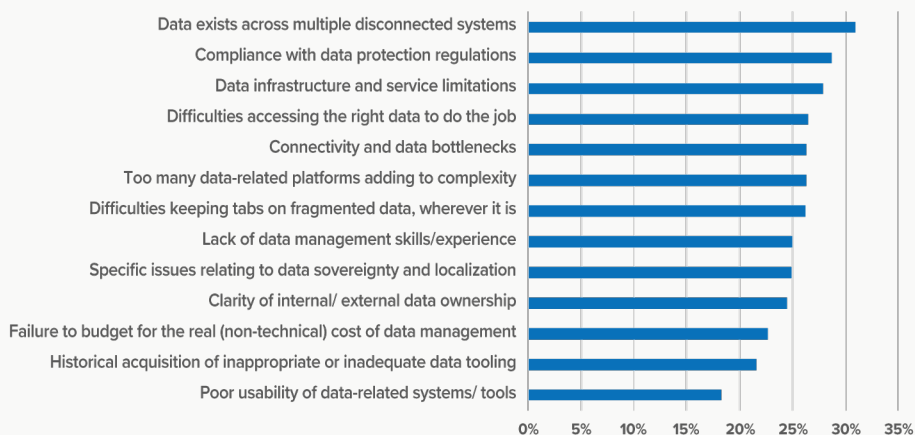 Data exists across multiple disconnected systems
Compliance with data protection regulations
Data infrastructure and service limitations
Difficulties accessing the right data to do the job
Connectivity and data bottlenecks
Too many data-related platforms adding to complexity
Difficulties keeping tabs on fragmented data, wherever it is
Lack of data management skills/experience
Specific issues relating to data sovereignty and localization
Clarity of internal/ external data ownership
Failure to budget for the real (non-technical) cost of data management
Historical acquisition of inappropriate or inadequate data tooling
Poor usability of data-related systems/ tools
0% 5% 10% 15% 20% 25% 30% 35%